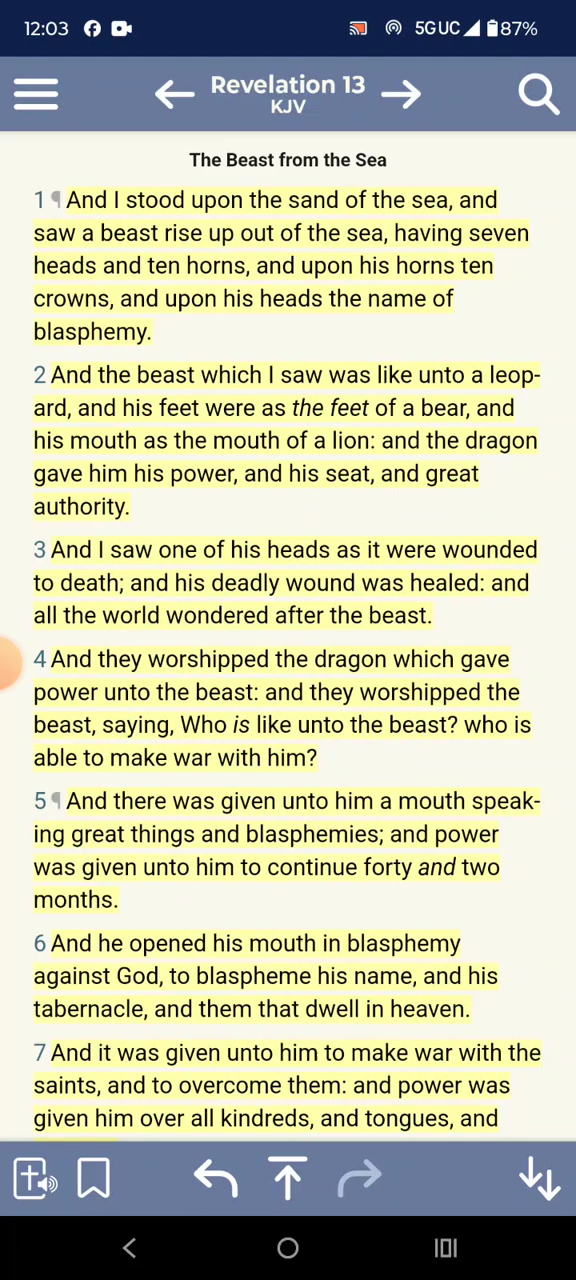 12:03 5GUC 87%
Revelation 13
KJV
The Beast from the Sea
1 ¶ And I stood upon the sand of the sea, and
saw a beast rise up out of the sea, having seven
heads and ten horns, and upon his horns ten
crowns, and upon his heads the name of
blasphemy.
2 And the beast which I saw was like unto a leop-
ard, and his feet were as the feet of a bear, and
his mouth as the mouth of a lion: and the dragon
gave him his power, and his seat, and great
authority.
3 And I saw one of his heads as it were wounded
to death; and his deadly wound was healed: and
all the world wondered after the beast.
4 And they worshipped the dragon which gave
power unto the beast: and they worshipped the
beast, saying, Who is like unto the beast? who is
able to make war with him?
5 ¶ And there was given unto him a mouth speak-
ing great things and blasphemies; and power
was given unto him to continue forty and two
months.
6 And he opened his mouth in blasphemy
against God, to blaspheme his name, and his
tabernacle, and them that dwell in heaven.
7 And it was given unto him to make war with the
saints, and to overcome them: and power was
given him over all kindreds, and tongues, and